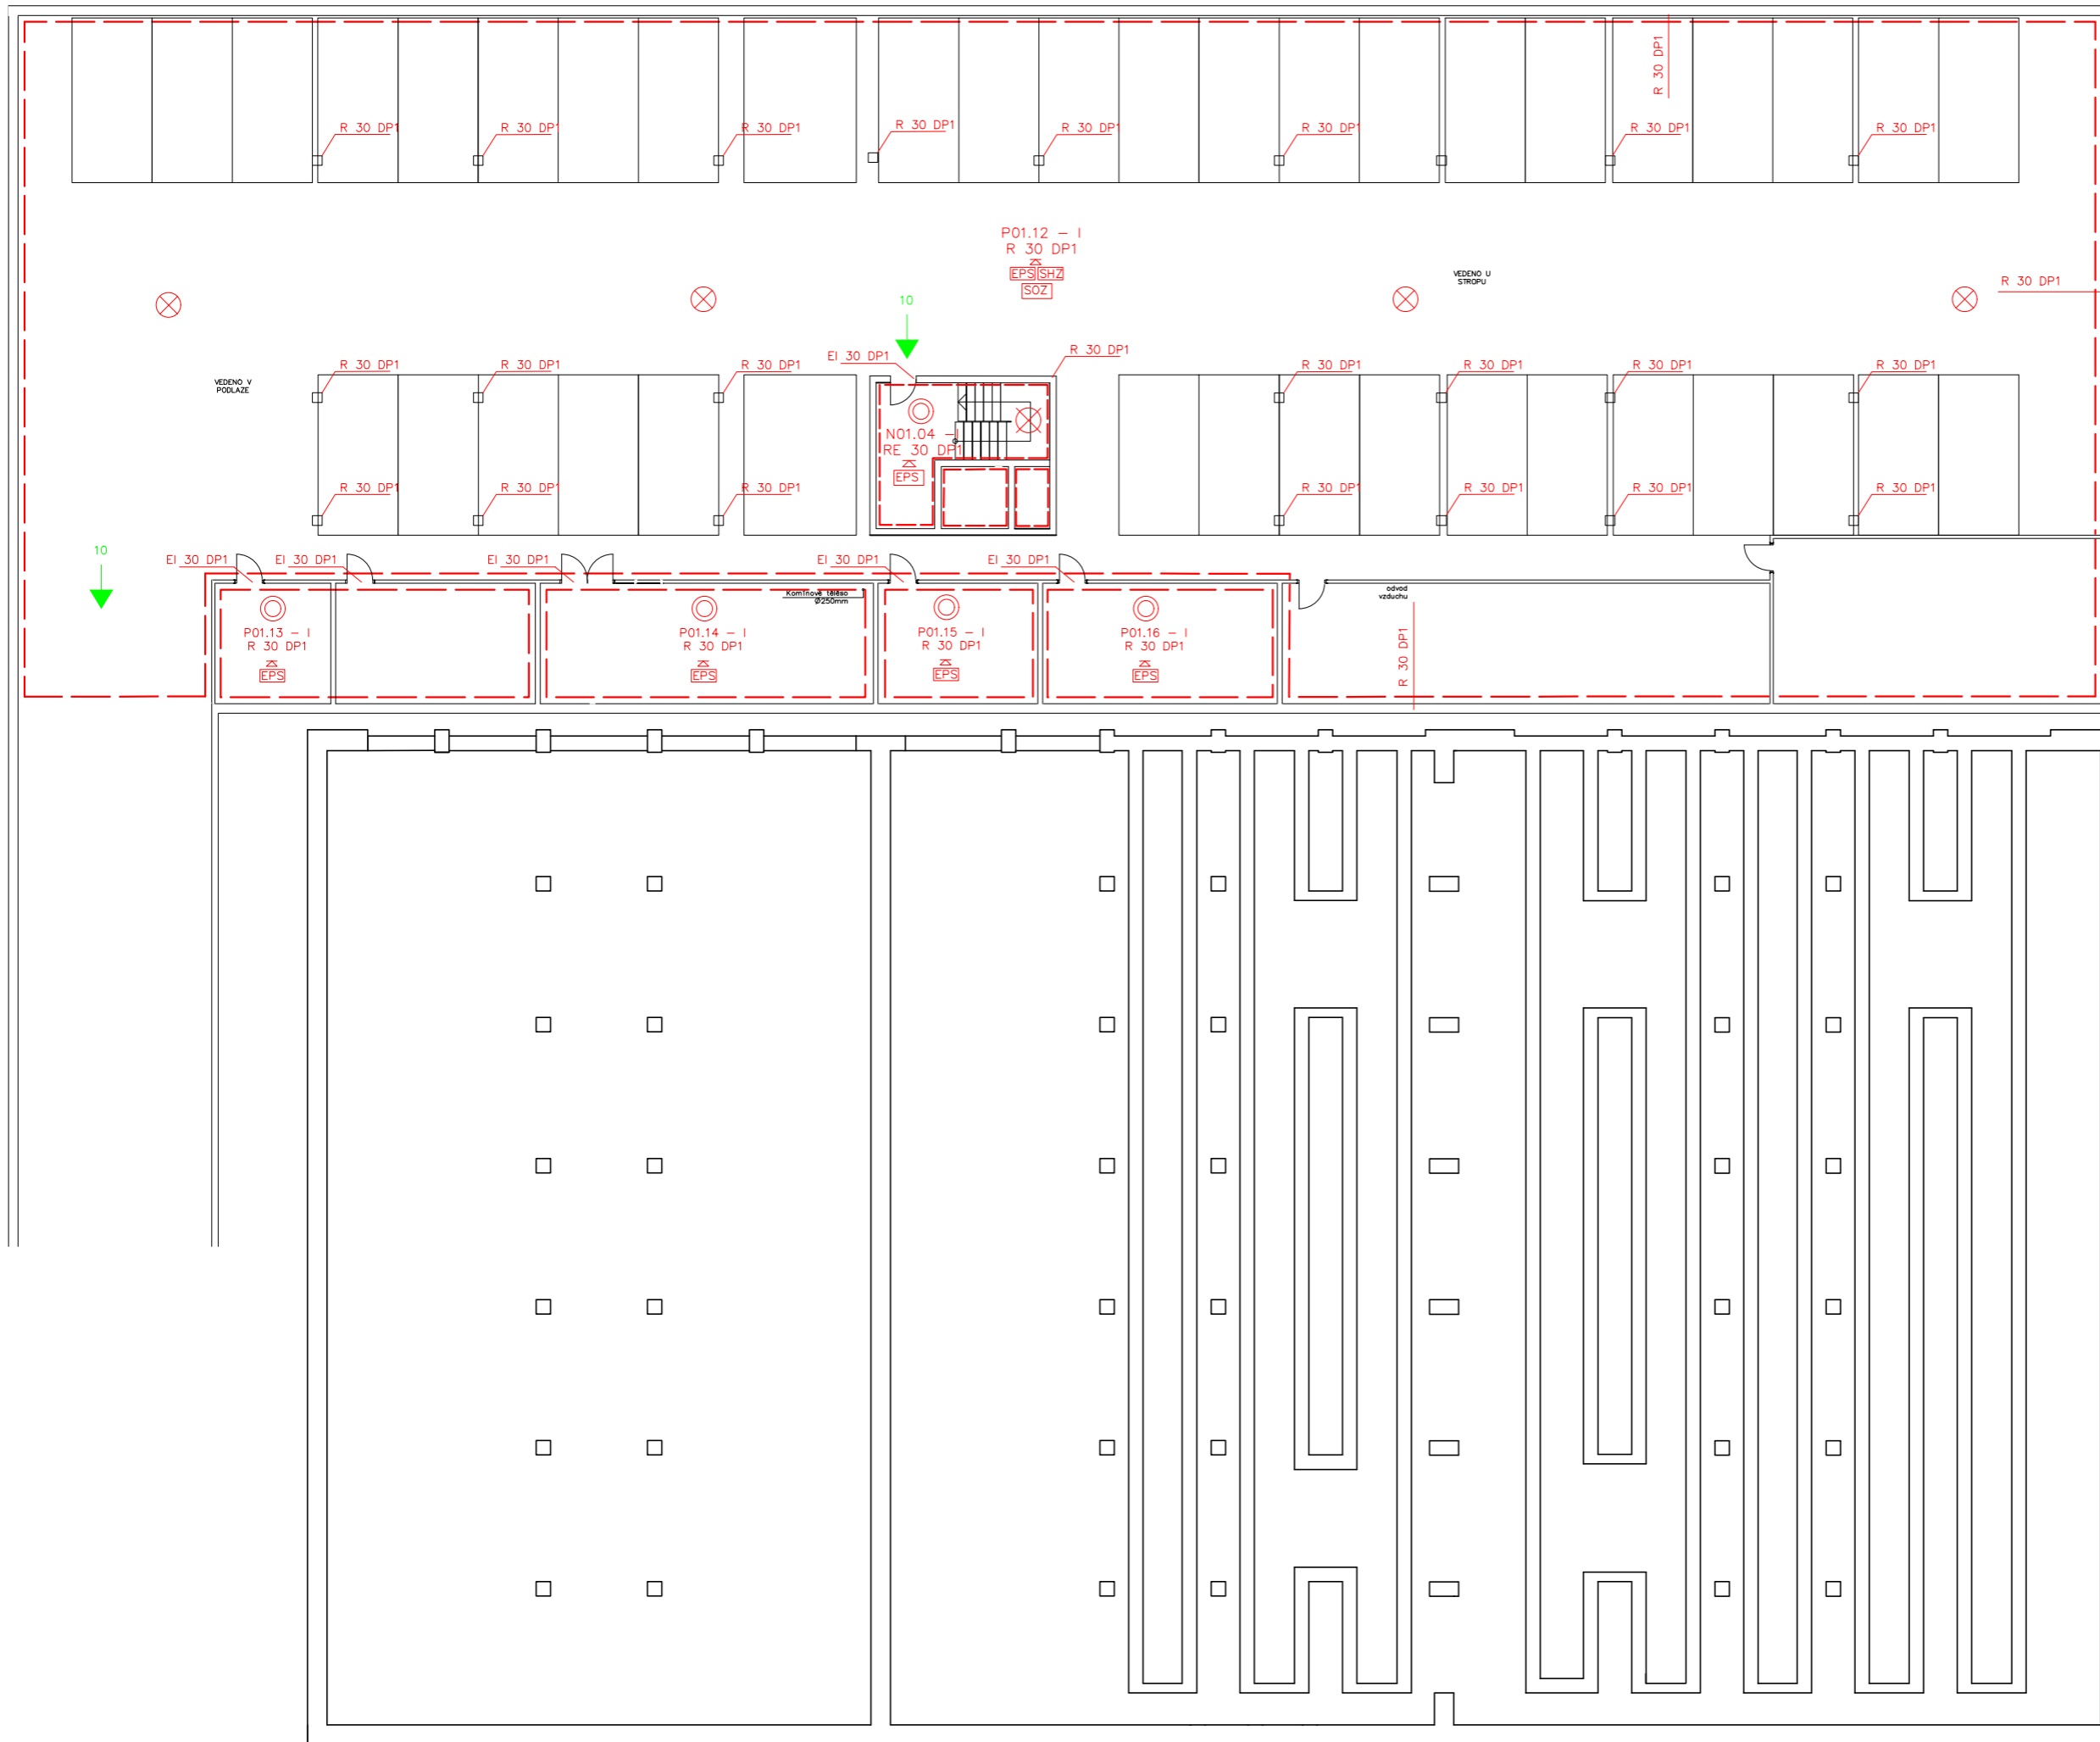 R 30 DP1
R 30 DP1
R 30 DP1
R 30 DP1
R 30 DP1
R 30 DP1
R 30 DP1
R 30 DP1
R 30 DP1
P01.12 - I
R 30 DP1
EPS SHZ
SOZ
VEDENO U
STROPU
R 30 DP1
10
EI 30 DP1
R 30 DP1
VEDENO V
PODLAZE
R 30 DP1
R 30 DP1
R 30 DP1
R 30 DP1
R 30 DP1
R 30 DP1
R 30 DP1
N01.04 - I
RE 30 DP1
EPS
R 30 DP1
R 30 DP1
R 30 DP1
R 30 DP1
R 30 DP1
R 30 DP1
R 30 DP1
10
EI 30 DP1
EI 30 DP1
EI 30 DP1
EI 30 DP1
EI 30 DP1
Komínové těleso
Ø250mm
odvod
vzduchu
P01.13 - I
R 30 DP1
EPS
P01.14 - I
R 30 DP1
EPS
P01.15 - I
R 30 DP1
EPS
P01.16 - I
R 30 DP1
EPS
R 30 DP1